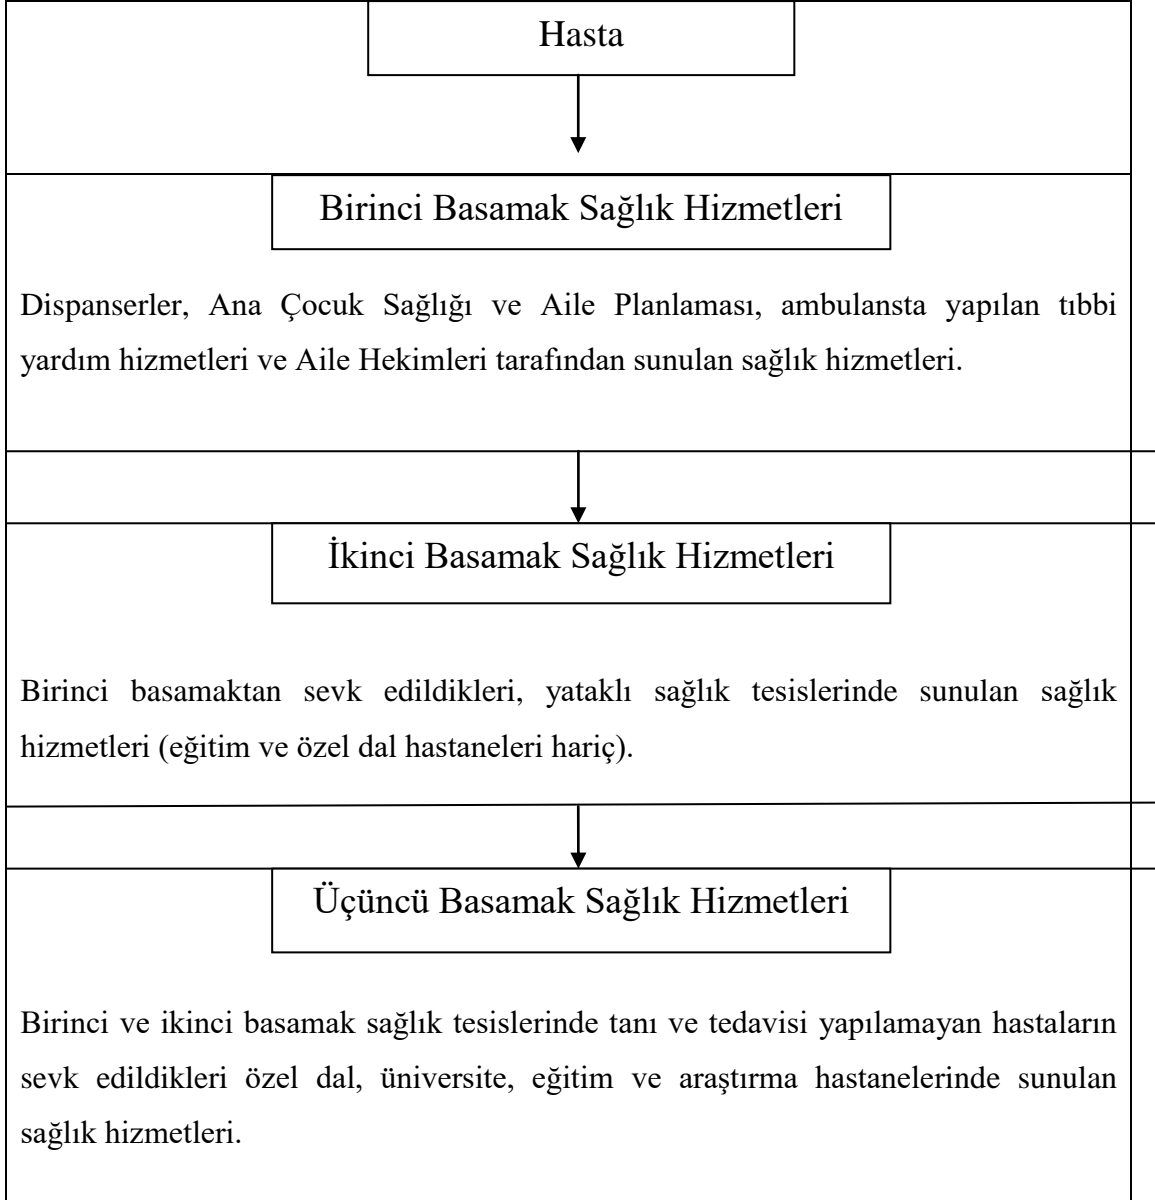 Hasta
Birinci Basamak Sağlık Hizmetleri
Dispanserler, Ana Çocuk Sağlığı ve Aile Planlaması, ambulansta yapılan tıbbi
yardım hizmetleri ve Aile Hekimleri tarafından sunulan sağlık hizmetleri.
İkinci Basamak Sağlık Hizmetleri
Birinci basamaktan sevk edildikleri, yataklı sağlık tesislerinde sunulan sağlık
hizmetleri (eğitim ve özel dal hastaneleri hariç).
Üçüncü Basamak Sağlık Hizmetleri
Birinci ve ikinci basamak sağlık tesislerinde tanı ve tedavisi yapılamayan hastaların
sevk edildikleri özel dal, üniversite, eğitim ve araştırma hastanelerinde sunulan
sağlık hizmetleri.